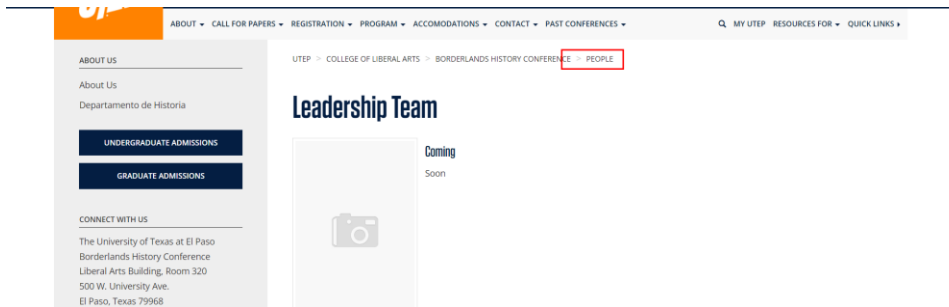 ABOUT CALL FOR PAPERS REGISTRATION PROGRAM ACCOMODATIONS CONTACT PAST CONFERENCES MY UTEP RESOURCES FOR QUICK LINKS
ABOUT US
About Us
Departamento de Historia
UNDERGRADUATE ADMISSIONS
GRADUATE ADMISSIONS
CONNECT WITH US
The University of Texas at El Paso
Borderlands History Conference
Liberal Arts Building, Room 320
500 W. University Ave.
El Paso, Texas 79968
UTEP > COLLEGE OF LIBERAL ARTS > BORDERLANDS HISTORY CONFERENCE > PEOPLE
Leadership Team
Coming
Soon